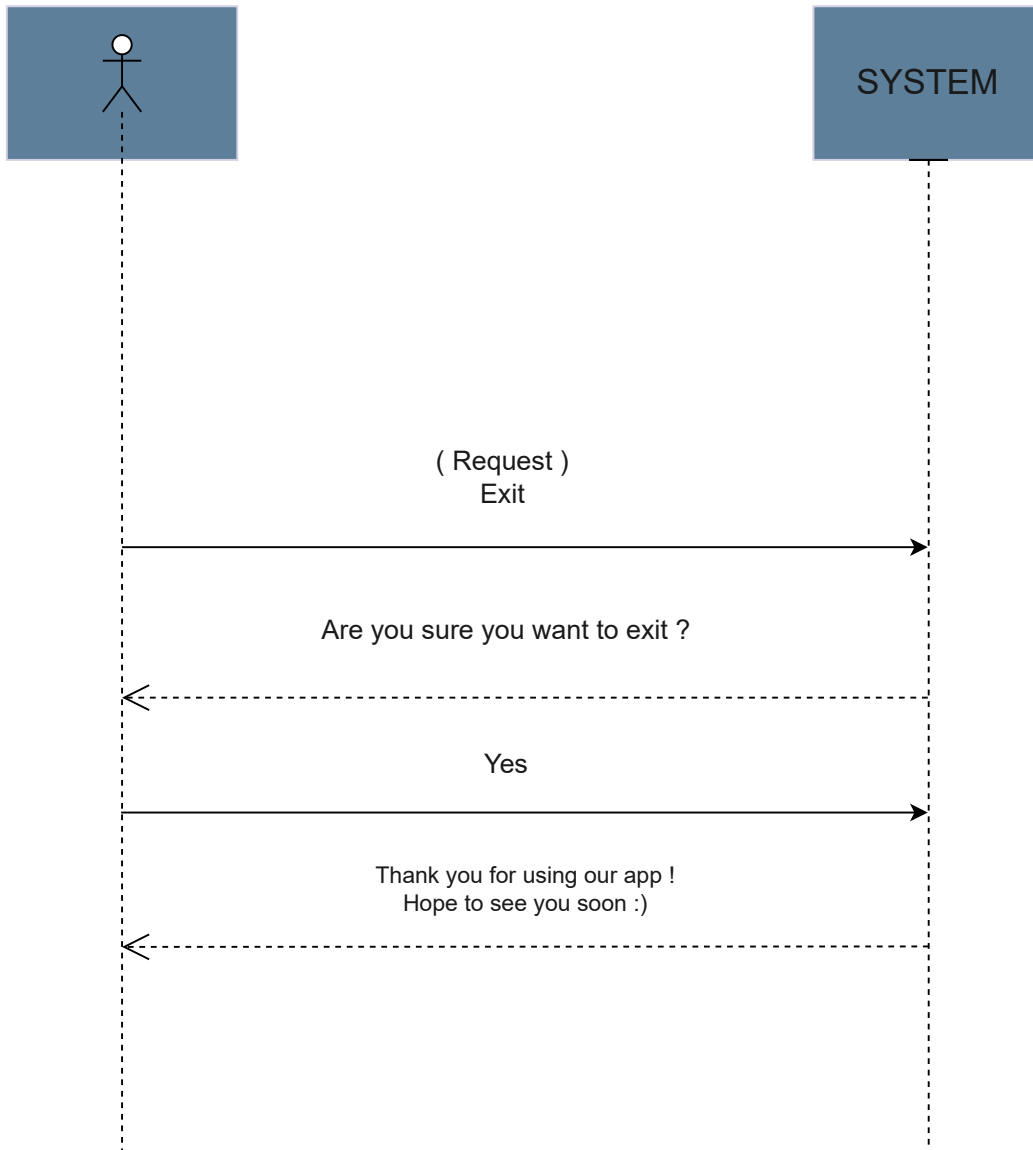 SYSTEM
( Request )
Exit
Are you sure you want to exit ?
Yes
Thank you for using our app !
Hope to see you soon :)